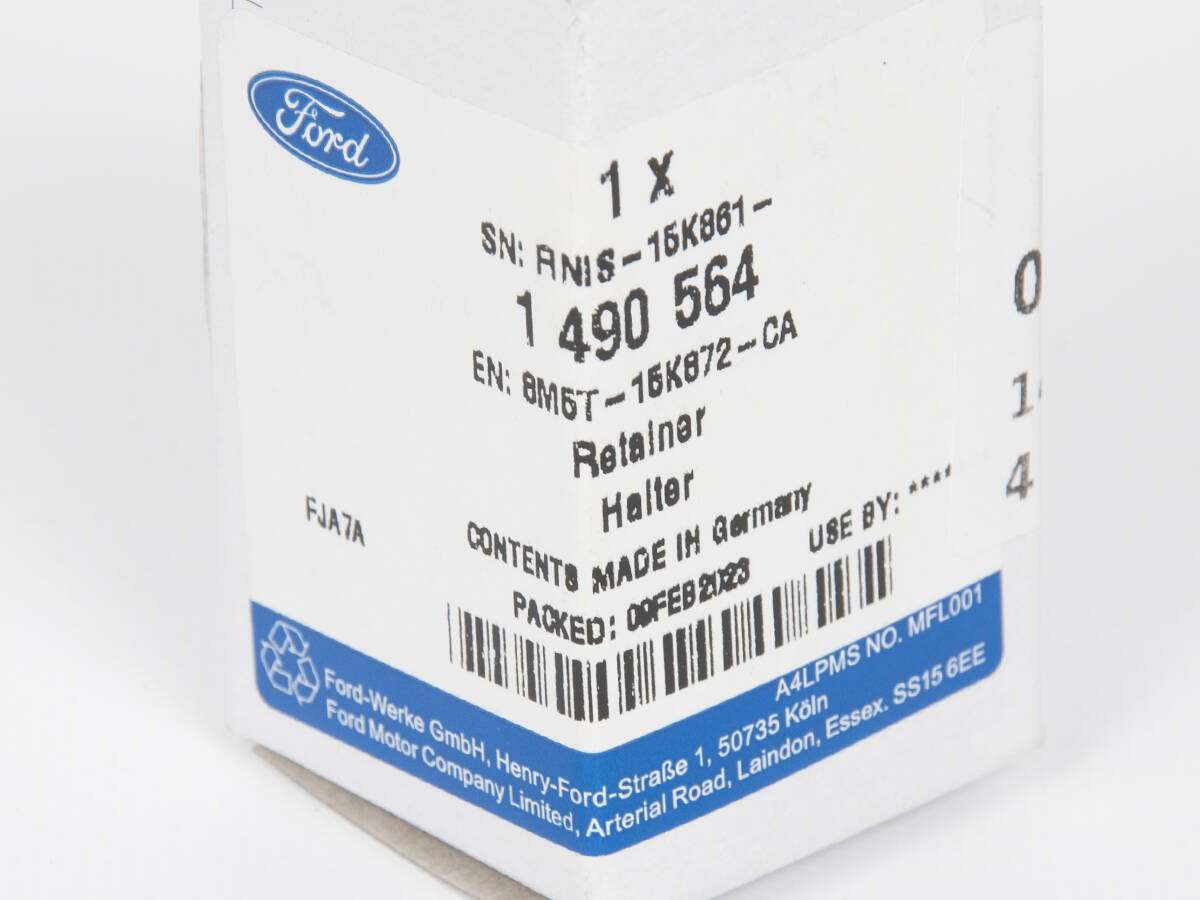 Ford
1 X
SN: RNIS-15K861-
1 490 564
EN: 8M5T-15K872-CA
Retainer
Halter
FJA7A
CONTENTS MADE IN Germany
USE BY: ****
PACKED: 09FEB2023
A4LPMS NO. MFL001
Ford-Werke GmbH, Henry-Ford-Straße 1, 50735 Köln
Ford Motor Company Limited, Arterial Road, Laindon, Essex. SS15 6EE
0
4